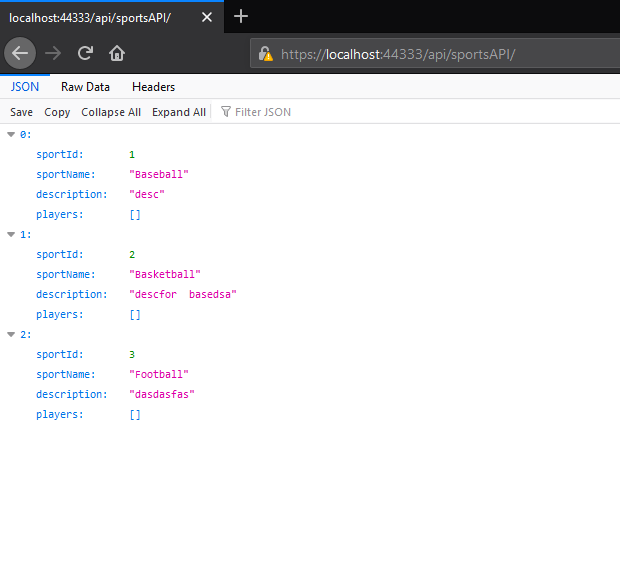 localhost:44333/api/sportsAPI/
https://localhost:44333/api/sportsAPI/
JSON Raw Data Headers
Save Copy Collapse All Expand All Filter JSON
0:
sportId: 1
sportName: "Baseball"
description: "desc"
players: []
1:
sportId: 2
sportName: "Basketball"
description: "descfor  basedsa"
players: []
2:
sportId: 3
sportName: "Football"
description: "dasdasfas"
players: []